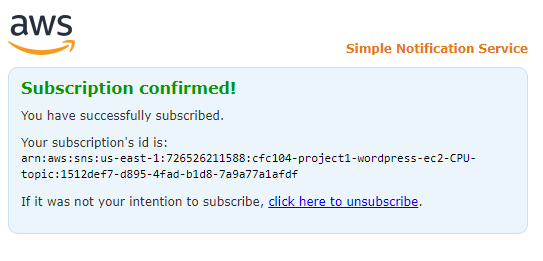 aws
Simple Notification Service
Subscription confirmed!
You have successfully subscribed.
Your subscription's id is:
arn:aws:sns:us-east-1:726526211588:cfc104-project1-wordpress-ec2-CPU-
topic:1512def7-d895-4fad-b1d8-7a9a77a1afdf
If it was not your intention to subscribe, click here to unsubscribe.